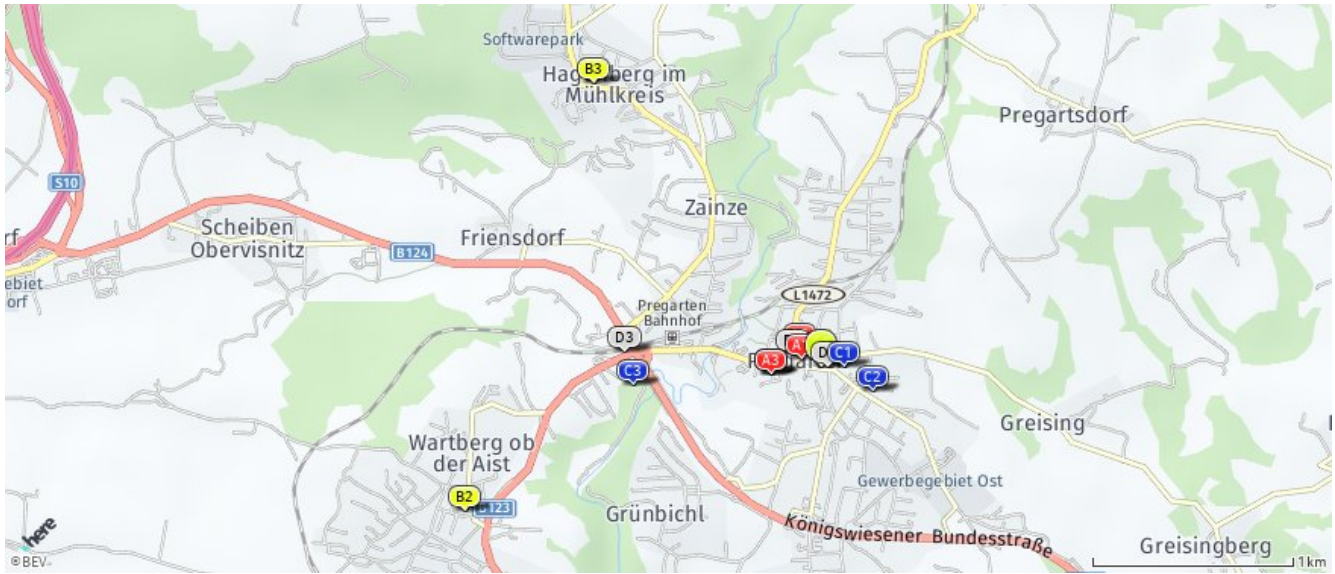 Softwarepark
B3
Hagenberg im
Mühlkreis
Pregartsdorf
S10
Zainze
Scheiben
Obervisnitz
Friensdorf
B124
ebiet
orf
L1472
Pregarten
Bahnhof
D3
A3
C1
C3
C2
Greising
Wartberg ob
der Aist
Gewerbegebiet Ost
B2
B123
Grünbichl
Königswiesener Bundesstraße
Greisingberg
here
©BEV
1km